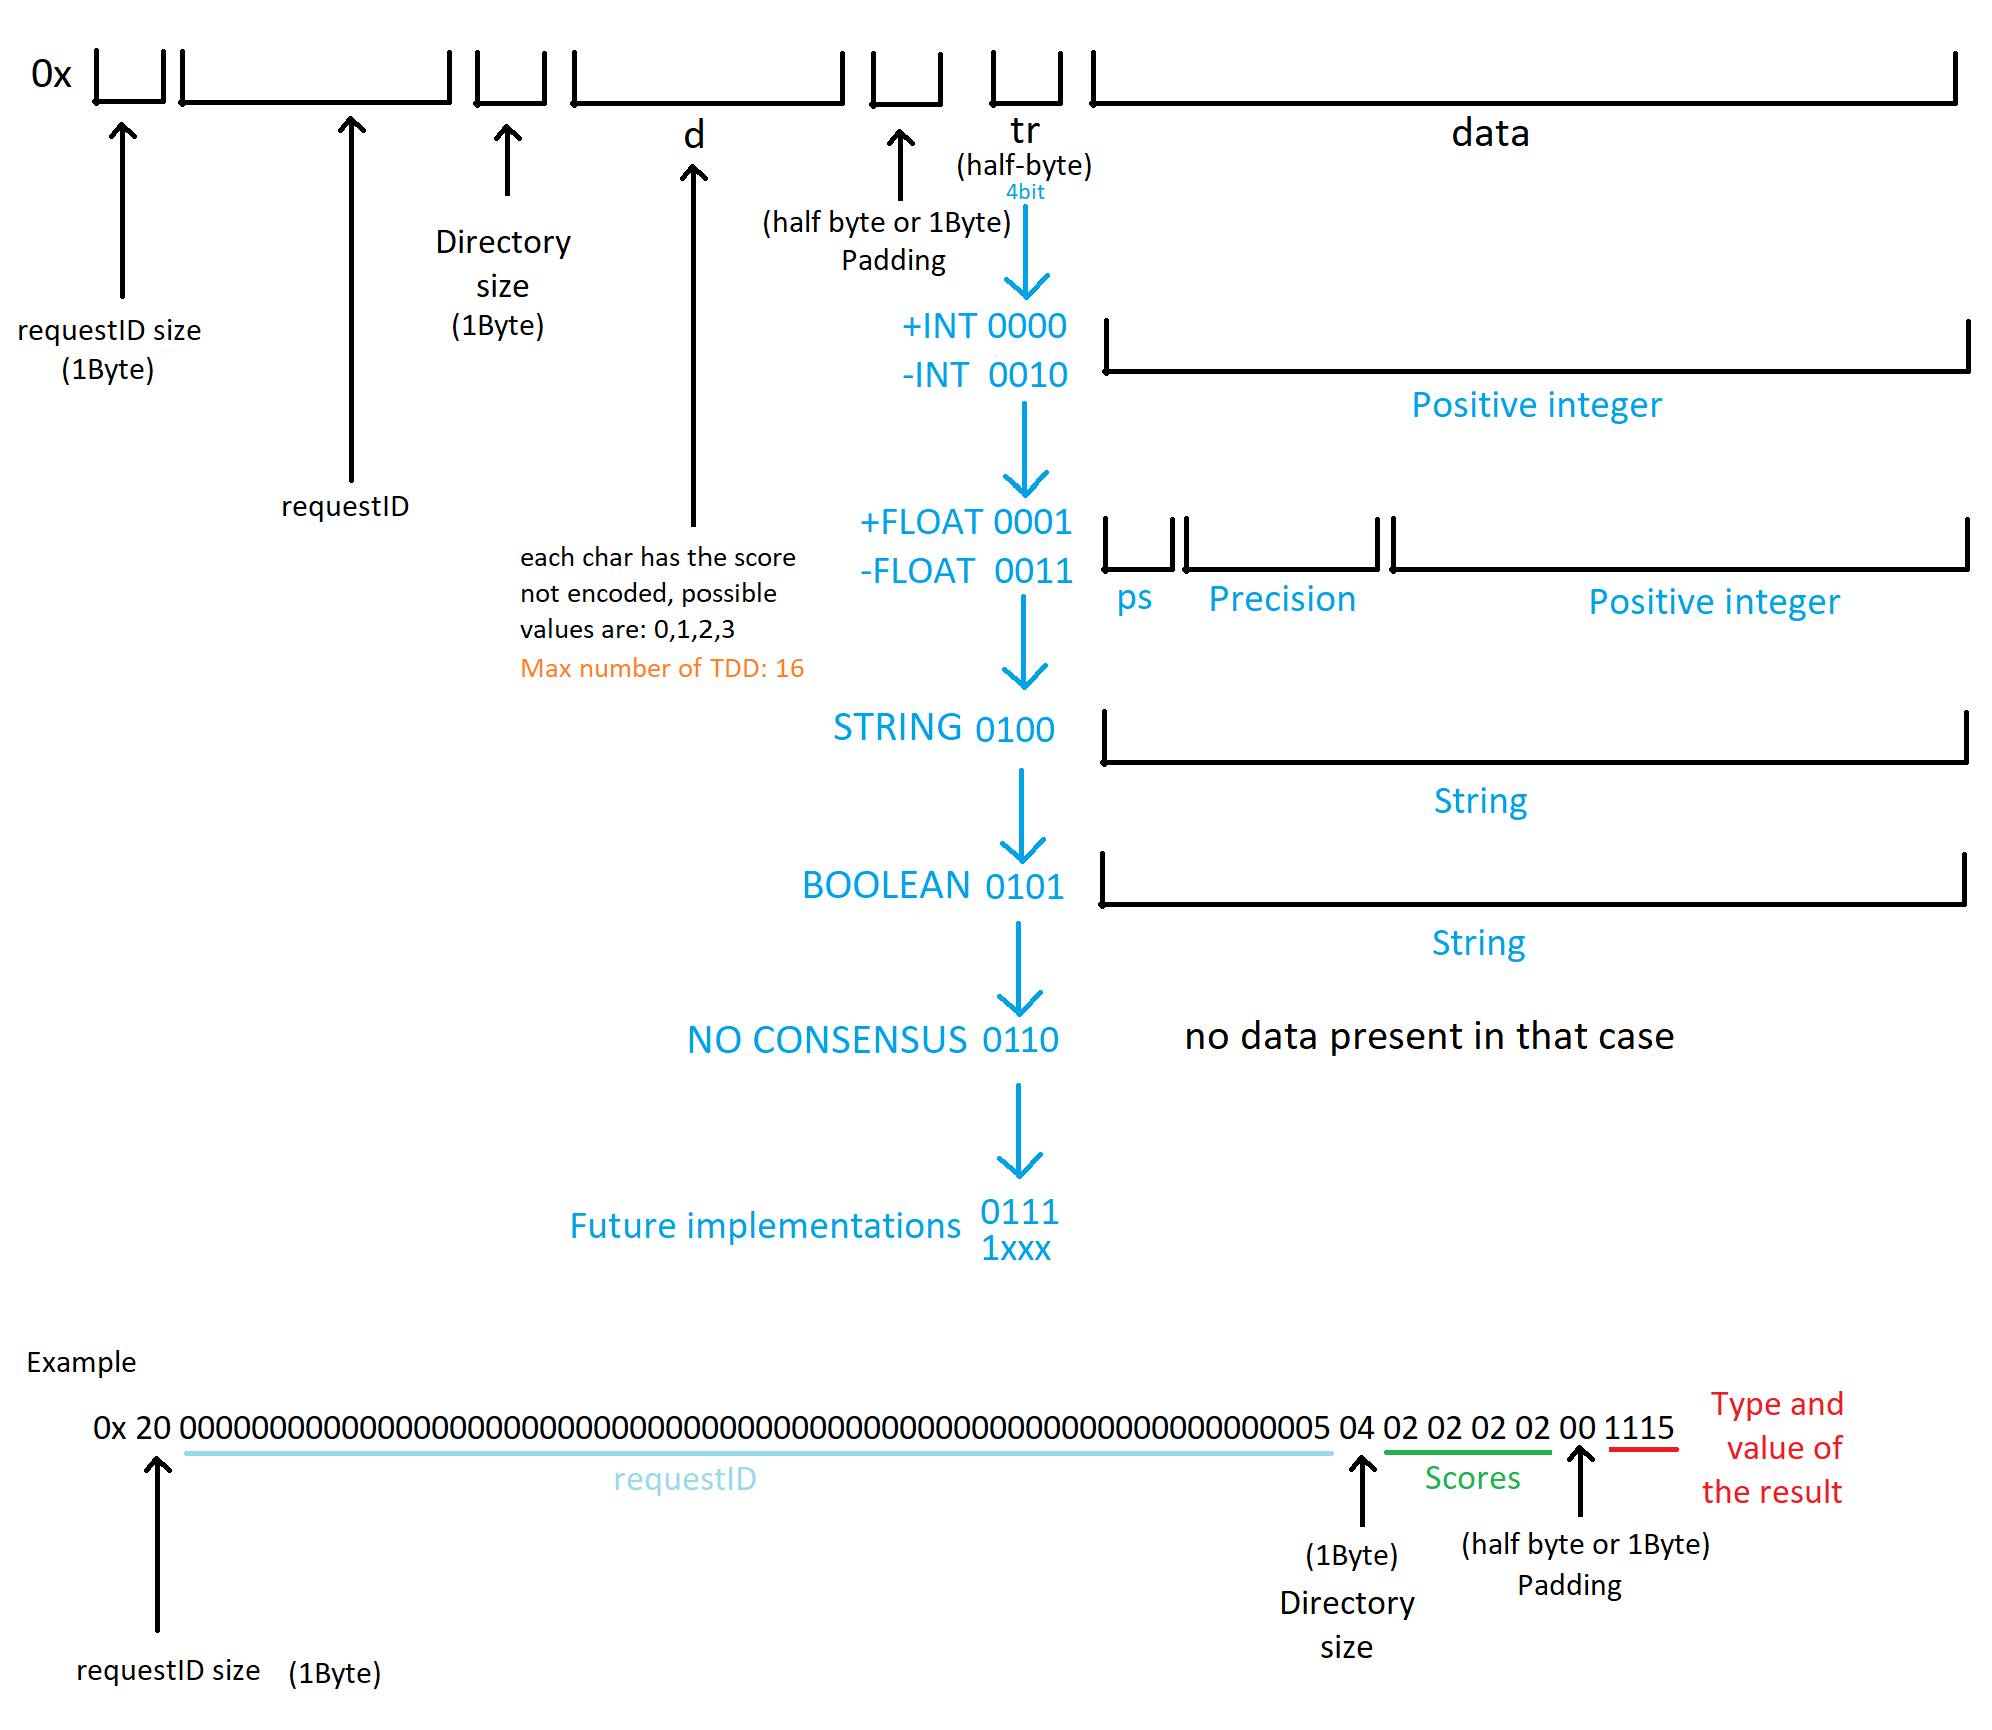 0x
d
tr
(half-byte)
4bit
data
requestID size
(1Byte)
requestID
Directory
size
(1Byte)
each char has the score
not encoded, possible
values are: 0,1,2,3
Max number of TDD: 16
(half byte or 1Byte)
Padding
+INT 0000
-INT 0010
Positive integer
+FLOAT 0001
-FLOAT 0011
ps
Precision
Positive integer
STRING 0100
String
BOOLEAN 0101
String
NO CONSENSUS 0110
no data present in that case
Future implementations
0111
1xxx
Example
0x 20 0000000000000000000000000000000000000000000000000000000000000005 04 02 02 02 02 00 1115
requestID
Scores
Type and
value of
the result
(1Byte)
Directory
size
(half byte or 1Byte)
Padding
requestID size (1Byte)